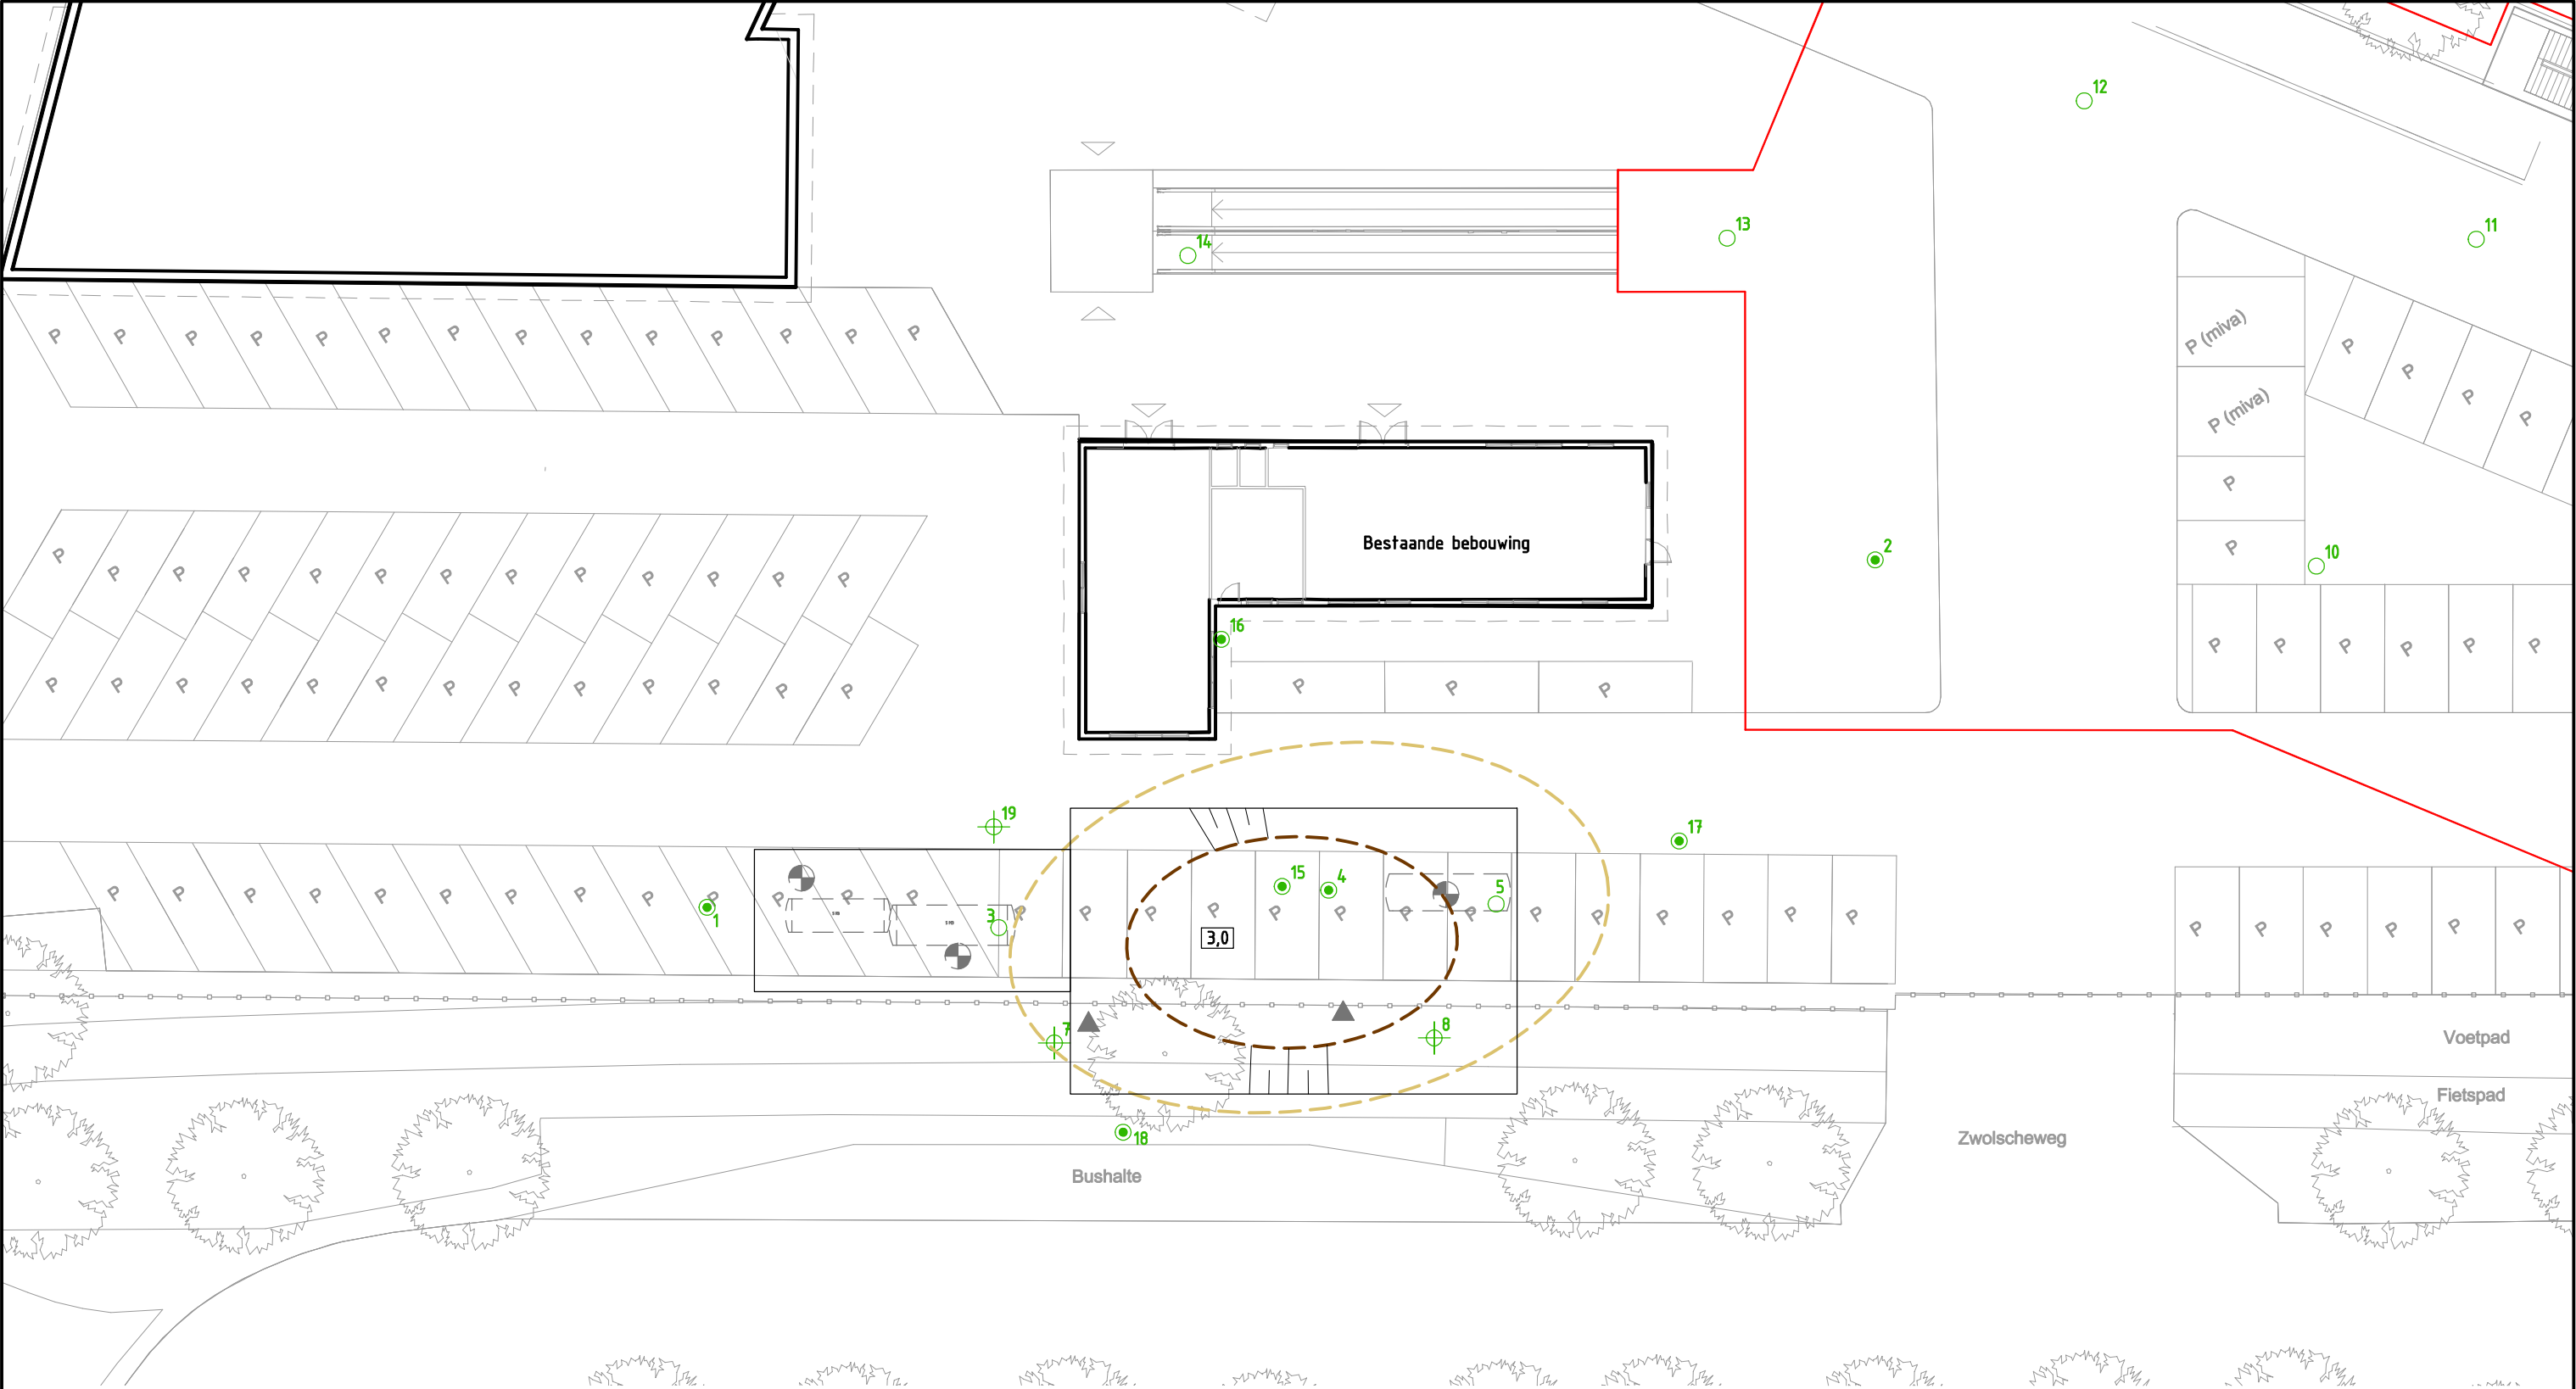 12
11
13
14
P (miva)
P P P P P P P P P P P P P P
P P P P
P (miva)
P
Bestaande bebouwing
2
P
10
P P P P P P P P P P P P P
16
P P P P P P
P P P P P P P P P P P P P
P P P
19
17
15
4
5
P P P P P P P P P P P P P
1
3
P P P P P P P P P P P P P P
3,0
P P P P P P
7
8
Voetpad
Fietspad
18
Zwolscheweg
Bushalte